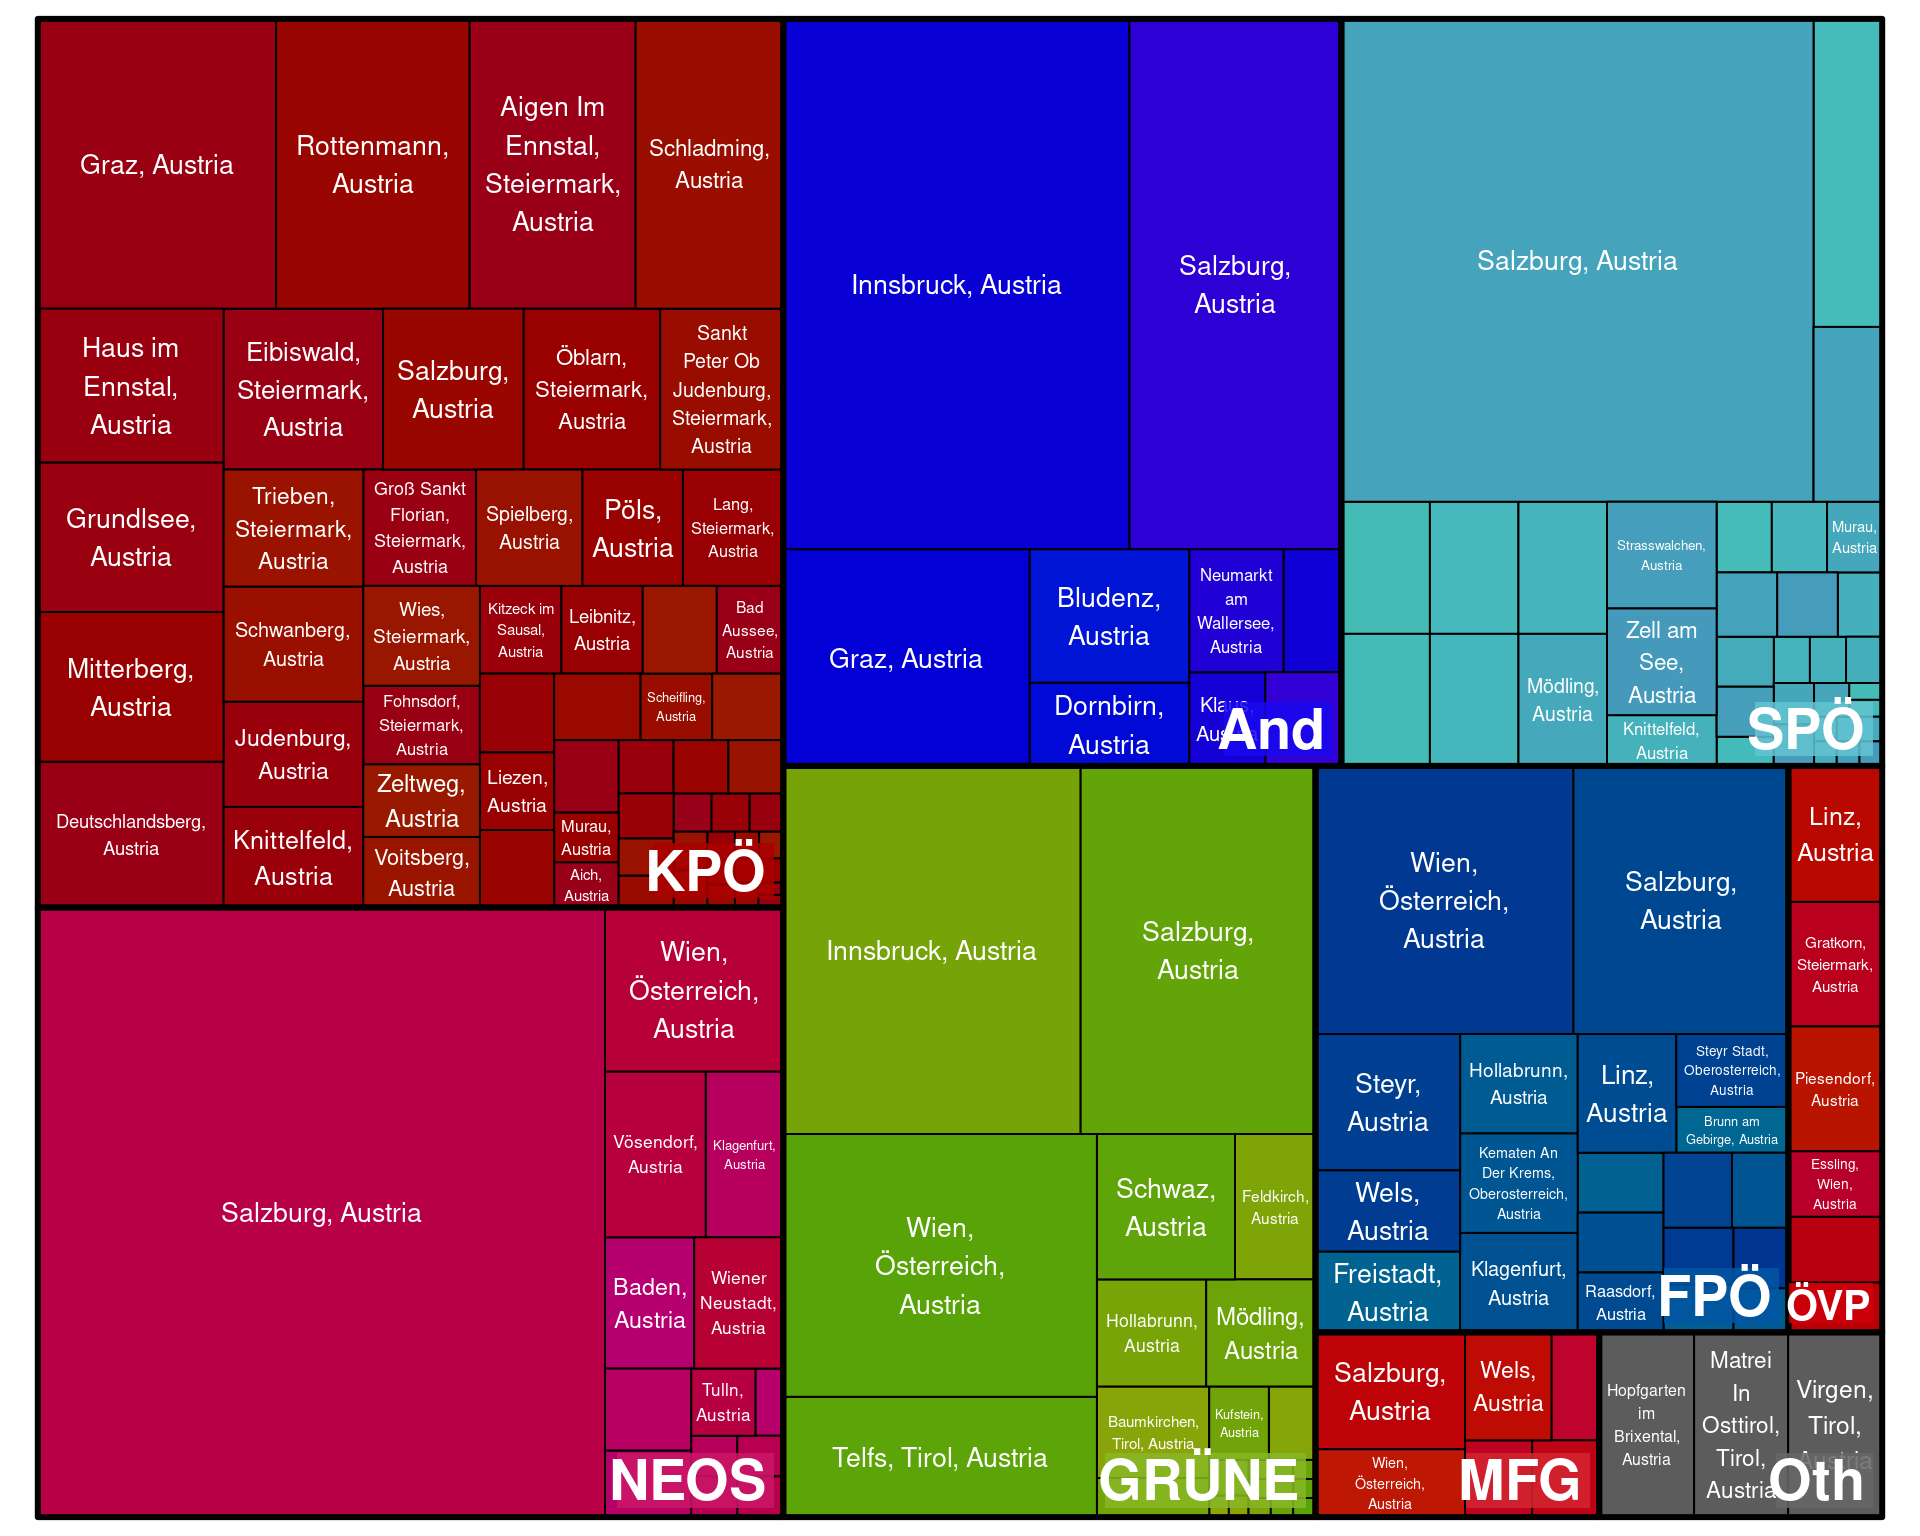 Graz, Austria
Rottenmann,
Austria
Aigen Im
Ennstal,
Steiermark,
Austria
Schladming,
Austria
Haus im
Ennstal,
Austria
Eibiswald,
Steiermark,
Austria
Salzburg,
Austria
Öblarn,
Steiermark,
Austria
Sankt
Peter Ob
Judenburg,
Steiermark,
Austria
Grundlsee,
Austria
Trieben,
Steiermark,
Austria
Groß Sankt
Florian,
Steiermark,
Austria
Spielberg,
Austria
Pöls,
Austria
Lang,
Steiermark,
Austria
Mitterberg,
Austria
Schwanberg,
Austria
Wies,
Steiermark,
Austria
Kitzeck im
Sausal,
Austria
Leibnitz,
Austria
Bad
Aussee,
Austria
Judenburg,
Austria
Fohnsdorf,
Steiermark,
Austria
Scheifling,
Austria
Deutschlandsberg,
Austria
Knittelfeld,
Austria
Zeltweg,
Austria
Voitsberg,
Austria
Liezen,
Austria
Murau,
Austria
Aich,
Austria
KPÖ
Innsbruck, Austria
Salzburg,
Austria
Graz, Austria
Bludenz,
Austria
Dornbirn,
Austria
Neumarkt
am
Wallersee,
Austria
Klaus,
Austria
And
Salzburg, Austria
Strasswalchen,
Austria
Murau,
Austria
Zell am
See,
Austria
Mödling,
Austria
Knittelfeld,
Austria
SPÖ
Salzburg, Austria
Wien,
Österreich,
Austria
Vösendorf,
Austria
Klagenfurt,
Austria
Baden,
Austria
Wiener
Neustadt,
Austria
Tulln,
Austria
NEOS
Innsbruck, Austria
Salzburg,
Austria
Wien,
Österreich,
Austria
Schwaz,
Austria
Feldkirch,
Austria
Hollabrunn,
Austria
Mödling,
Austria
Telfs, Tirol, Austria
Baumkirchen,
Tirol, Austria
Kufstein,
Austria
GRÜNE
Wien,
Österreich,
Austria
Salzburg,
Austria
Steyr,
Austria
Hollabrunn,
Austria
Linz,
Austria
Steyr Stadt,
Oberosterreich,
Austria
Brunn am
Gebirge, Austria
Kematen An
Der Krems,
Oberosterreich,
Austria
Wels,
Austria
Freistadt,
Austria
Klagenfurt,
Austria
Raasdorf,
Austria
FPÖ
Linz,
Austria
Gratkorn,
Steiermark,
Austria
Piesendorf,
Austria
Essling,
Wien,
Austria
ÖVP
Salzburg,
Austria
Wels,
Austria
Wien,
Österreich,
Austria
MFG
Hopfgarten
im
Brixental,
Austria
Matrei
In
Osttirol,
Tirol,
Austria
Virgen,
Tirol,
Austria
Oth